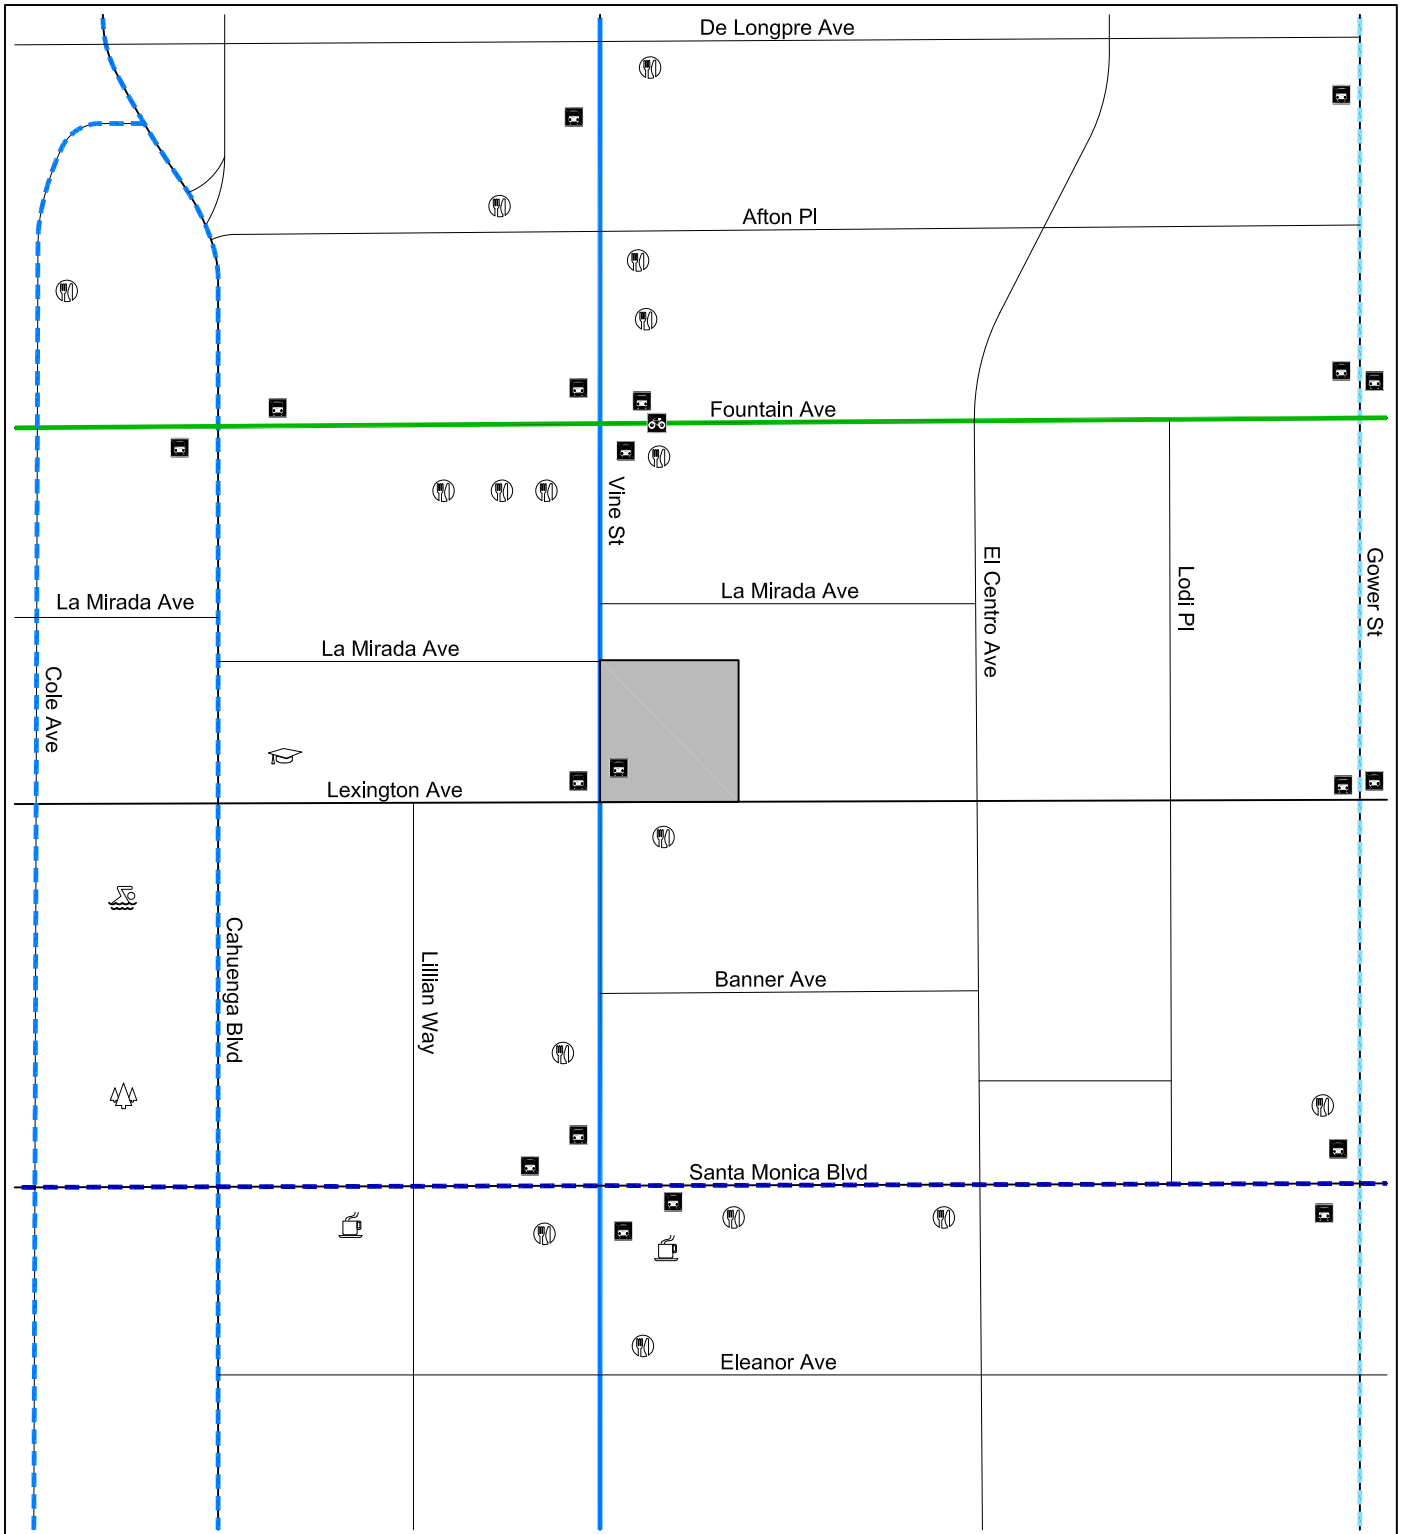 De Longpre Ave
Afton Pl
Fountain Ave
Vine St
La Mirada Ave
El Centro Ave
Lodi Pl
Gower St
La Mirada Ave
La Mirada Ave
Cole Ave
Lexington Ave
Cahuenga Blvd
Lillian Way
Banner Ave
Santa Monica Blvd
Eleanor Ave